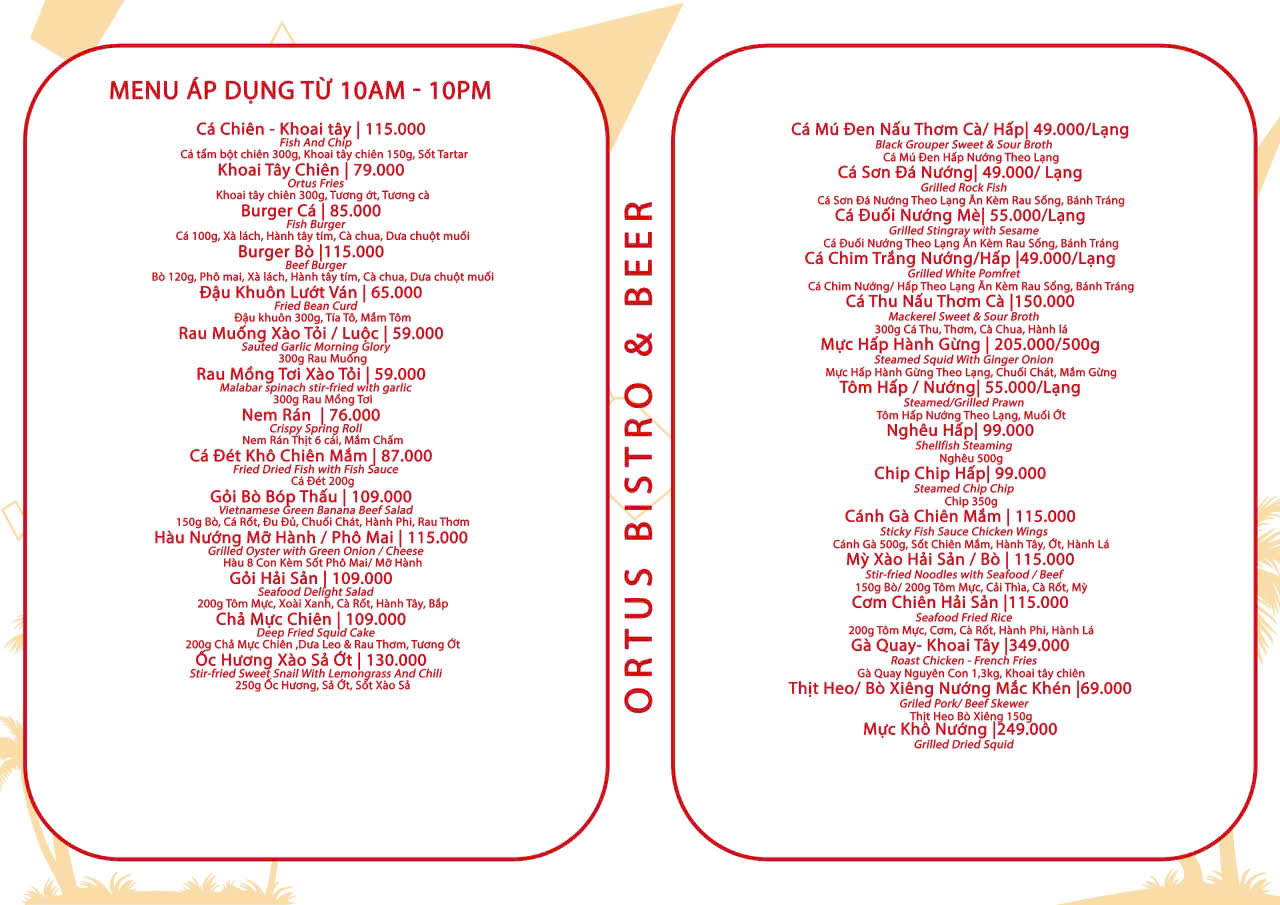 MENU ÁP DỤNG TỪ 10AM - 10PM
Cá Chiên - Khoai tây | 115.000
Fish And Chip
Cá tẩm bột chiên 300g, Khoai tây chiên 150g, Sốt Tartar
Khoai Tây Chiên | 79.000
Ortus Fries
Khoai tây chiên 300g, Tương ớt, Tương cà
Burger Cá | 85.000
Fish Burger
Cá 100g, Xà lách, Hành tây tím, Cà chua, Dưa chuột muối
Burger Bò |115.000
Beef Burger
Bò 120g, Phô mai, Xà lách, Hành tây tím, Cà chua, Dưa chuột muối
Đậu Khuôn Lướt Ván | 65.000
Fried Bean Curd
Đậu khuôn 300g, Tía Tô, Mắm Tôm
Rau Muống Xào Tỏi / Luộc | 59.000
Sauted Garlic Morning Glory
300g Rau Muống
Rau Mồng Tơi Xào Tỏi | 59.000
Malabar spinach stir-fried with garlic
300g Rau Mồng Tơi
Nem Rán | 76.000
Crispy Spring Roll
Nem Rán Thịt 6 cái, Mắm Chấm
Cá Đét Khô Chiên Mắm | 87.000
Fried Dried Fish with Fish Sauce
Cá Đét 200g
Gỏi Bò Bóp Thấu | 109.000
Vietnamese Green Banana Beef Salad
150g Bò, Cá Rốt, Đu Đủ, Chuối Chát, Hành Phi, Rau Thơm
Hàu Nướng Mỡ Hành / Phô Mai | 115.000
Grilled Oyster with Green Onion / Cheese
Hàu 8 Con Kèm Sốt Phô Mai/ Mỡ Hành
Gỏi Hải Sản | 109.000
Seafood Delight Salad
200g Tôm Mực, Xoài Xanh, Cà Rốt, Hành Tây, Bắp
Chả Mực Chiên | 109.000
Deep Fried Squid Cake
200g Chả Mực Chiên ,Dưa Leo & Rau Thơm, Tương Ớt
Ốc Hương Xào Sả Ớt | 130.000
Stir-fried Sweet Snail With Lemongrass And Chili
250g Ốc Hương, Sả Ớt, Sốt Xào Sả
ORTUS BISTRO & BEER
Cá Mú Đen Nấu Thơm Cà/ Hấp| 49.000/Lạng
Black Grouper Sweet & Sour Broth
Cá Mú Đen Hấp Nướng Theo Lạng
Cá Sơn Đá Nướng| 49.000/ Lạng
Grilled Rock Fish
Cá Sơn Đá Nướng Theo Lạng Ăn Kèm Rau Sống, Bánh Tráng
Cá Đuối Nướng Mè| 55.000/Lạng
Grilled Stingray with Sesame
Cá Đuối Nướng Theo Lạng Ăn Kèm Rau Sống, Bánh Tráng
Cá Chim Trắng Nướng/Hấp |49.000/Lạng
Grilled White Pomfret
Cá Chim Nướng/ Hấp Theo Lạng Ăn Kèm Rau Sống, Bánh Tráng
Cá Thu Nấu Thơm Cà |150.000
Mackerel Sweet & Sour Broth
300g Cá Thu, Thơm, Cà Chua, Hành lá
Mực Hấp Hành Gừng | 205.000/500g
Steamed Squid With Ginger Onion
Mực Hấp Hành Gừng Theo Lạng, Chuối Chát, Mắm Gừng
Tôm Hấp / Nướng| 55.000/Lạng
Steamed/Grilled Prawn
Tôm Hấp Nướng Theo Lạng, Muối Ớt
Nghêu Hấp| 99.000
Shellfish Steaming
Nghêu 500g
Chip Chip Hấp| 99.000
Steamed Chip Chip
Chip 350g
Cánh Gà Chiên Mắm | 115.000
Sticky Fish Sauce Chicken Wings
Cánh Gà 500g, Sốt Chiên Mắm, Hành Tây, Ớt, Hành Lá
Mỳ Xào Hải Sản / Bò | 115.000
Stir-fried Noodles with Seafood / Beef
150g Bò/ 200g Tôm Mực, Cải Thìa, Cà Rốt, Mỳ
Cơm Chiên Hải Sản |115.000
Seafood Fried Rice
200g Tôm Mực, Cơm, Cà Rốt, Hành Phi, Hành Lá
Gà Quay- Khoai Tây |349.000
Roast Chicken - French Fries
Gà Quay Nguyên Con 1,3kg, Khoai tây chiên
Thịt Heo/ Bò Xiêng Nướng Mắc Khén |69.000
Griled Pork/ Beef Skewer
Thịt Heo Bò Xiêng 150g
Mực Khô Nướng |249.000
Grilled Dried Squid